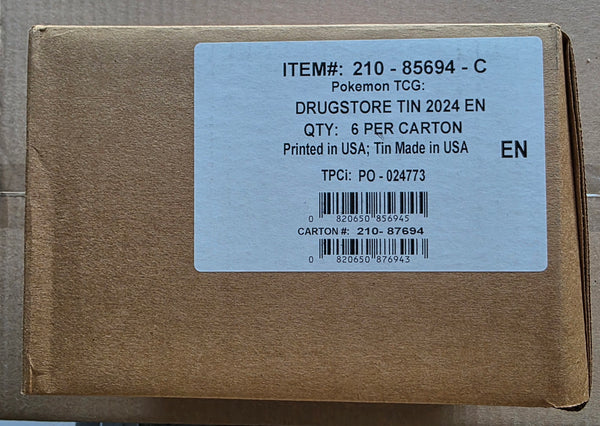 ITEM#: 210 - 85694 - C
Pokemon TCG:
DRUGSTORE TIN 2024 EN
QTY: 6 PER CARTON
Printed in USA; Tin Made in USA
EN
TPCi: PO - 024773
0 820650 856945
CARTON #: 210- 87694
0 820650 876943